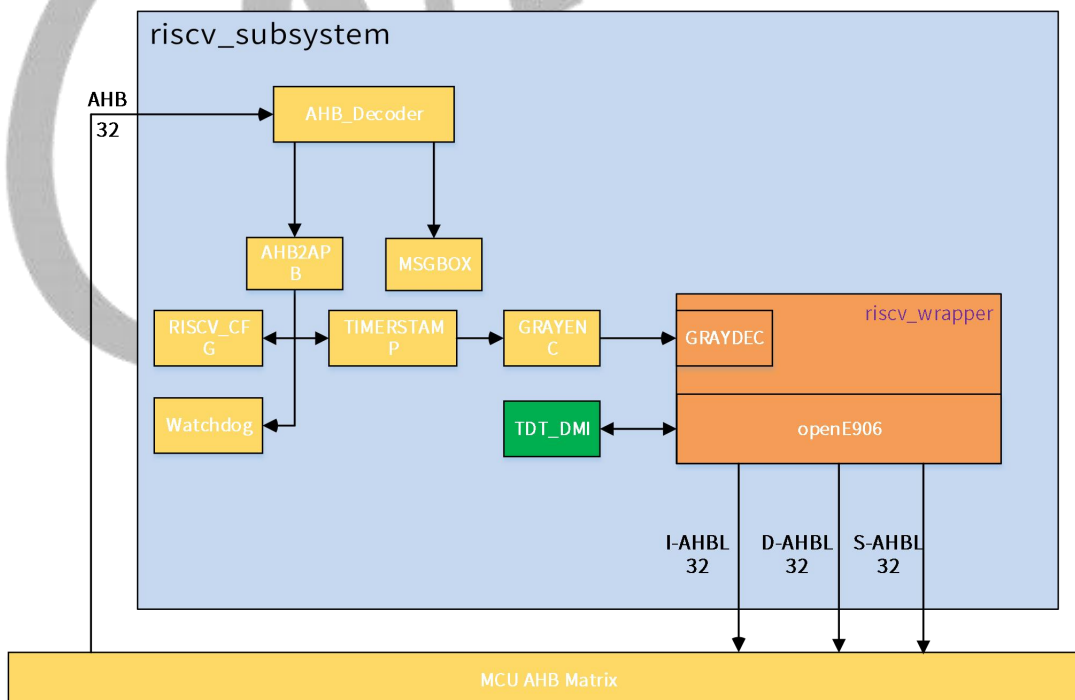 riscv_subsystem
AHB
32
AHB_Decoder
AHB2AP
B
MSGBOX
RISCV_CF
G
TIMERSTAM
P
GRAYEN
C
GRAYDEC
riscv_wrapper
Watchdog
TDT_DMI
openE906
I-AHBL
32
D-AHBL
32
S-AHBL
32
MCU AHB Matrix